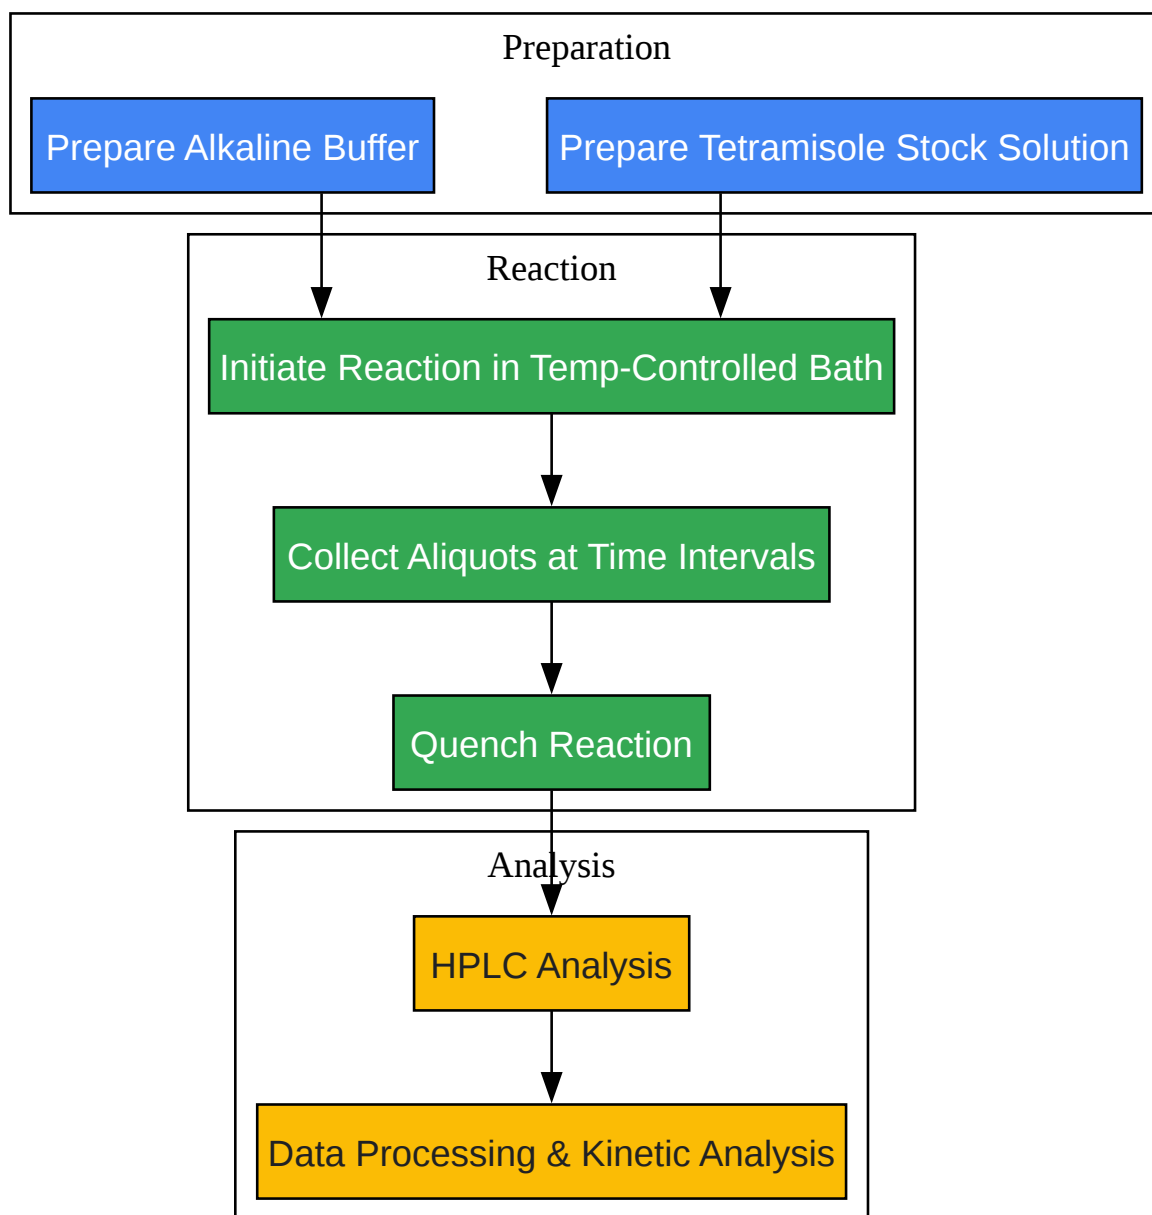 Preparation
Prepare Alkaline Buffer
Prepare Tetramisole Stock Solution
Reaction
Initiate Reaction in Temp-Controlled Bath
Collect Aliquots at Time Intervals
Quench Reaction
Analysis
HPLC Analysis
Data Processing & Kinetic Analysis